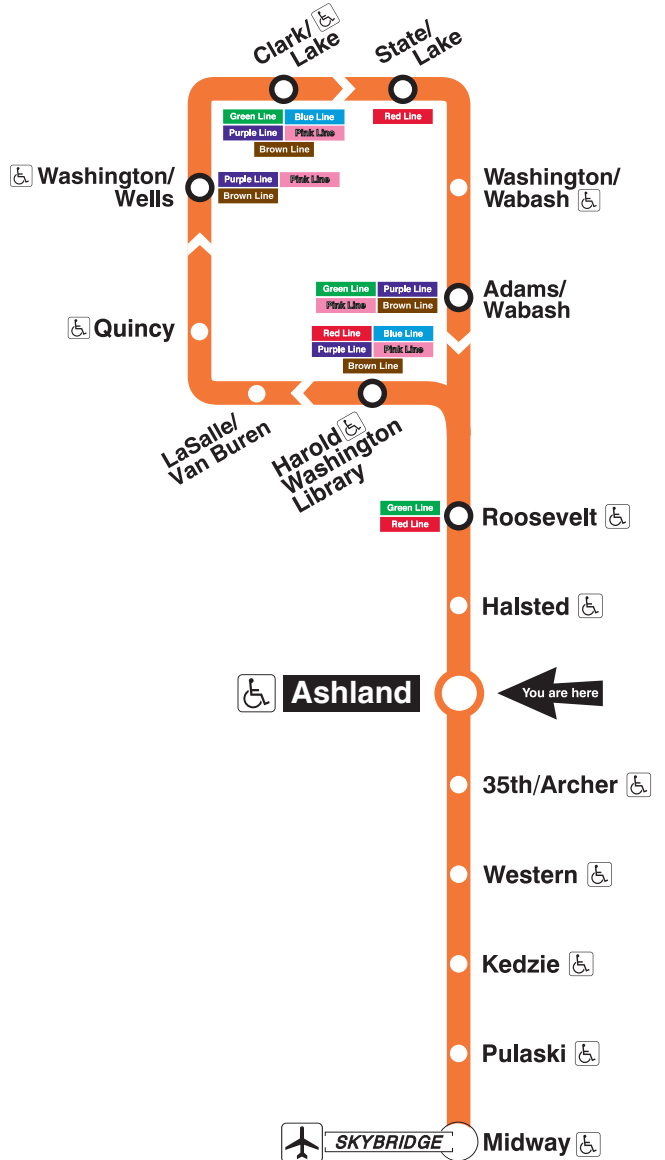 Clark/
Lake
State/
Lake
Green Line Blue Line
Purple Line Pink Line
Brown Line
Red Line
Washington/
Wells
Purple Line Pink Line
Brown Line
Washington/
Wabash
Green Line Purple Line
Pink Line Brown Line
Adams/
Wabash
Quincy
Red Line Blue Line
Purple Line Pink Line
Brown Line
LaSalle/
Van Buren
Harold
Washington
Library
Green Line
Red Line
Roosevelt
Halsted
Ashland
You are here
35th/Archer
Western
Kedzie
Pulaski
SKYBRIDGE
Midway